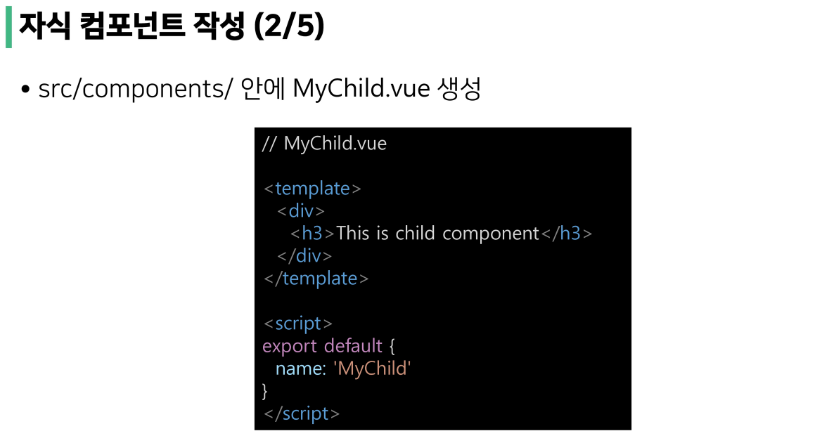 자식 컴포넌트 작성 (2/5)
• src/components/ 안에 MyChild.vue 생성
// MyChild.vue
<template>
<div>
<h3>This is child component</h3>
</div>
</template>
<script>
export default {
name: 'MyChild'
}
</script>